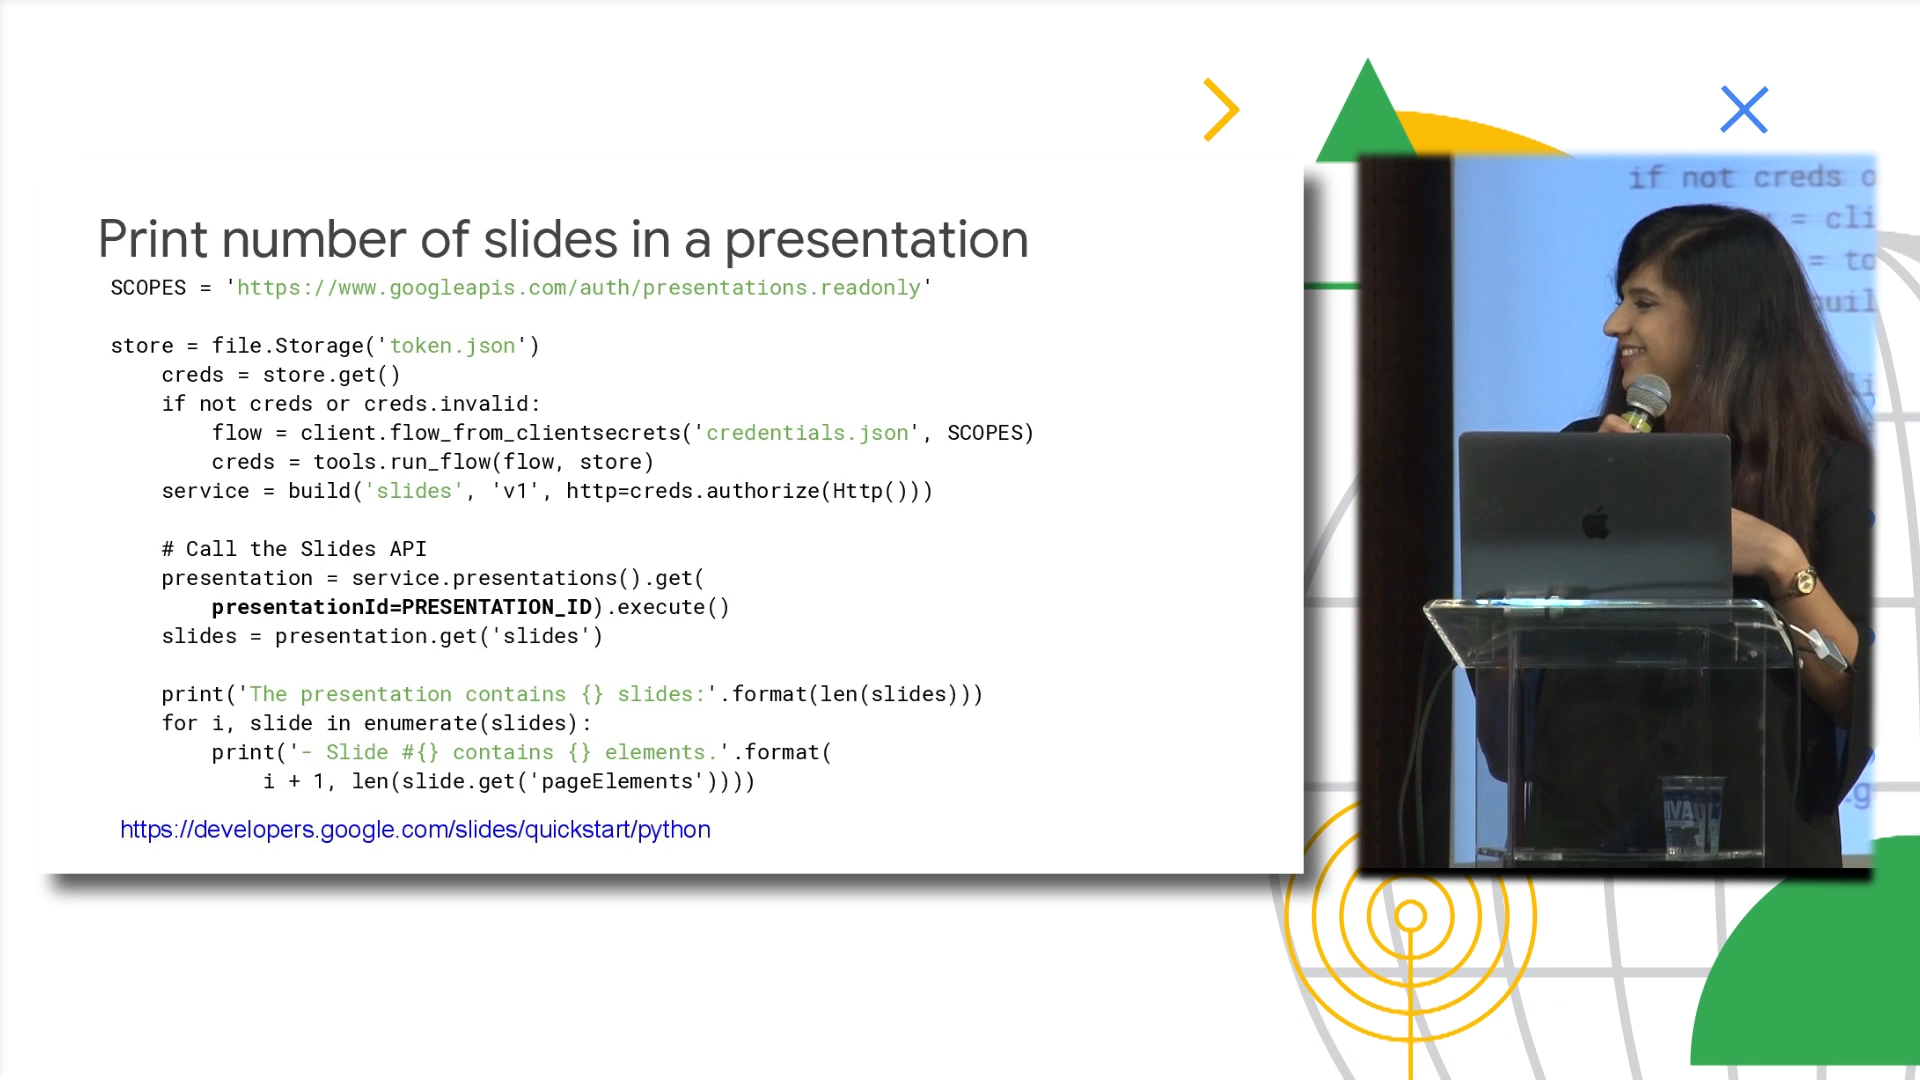 Print number of slides in a presentation
SCOPES = 'https://www.googleapis.com/auth/presentations.readonly'
store = file.Storage('token.json')
creds = store.get()
if not creds or creds.invalid:
flow = client.flow_from_clientsecrets('credentials.json', SCOPES)
creds = tools.run_flow(flow, store)
service = build('slides', 'v1', http=creds.authorize(Http()))
# Call the Slides API
presentation = service.presentations().get(
presentationId=PRESENTATION_ID).execute()
slides = presentation.get('slides')
print('The presentation contains {} slides:'.format(len(slides)))
for i, slide in enumerate(slides):
print('- Slide #{} contains {} elements.'.format(
i + 1, len(slide.get('pageElements'))))
https://developers.google.com/slides/quickstart/python
if not creds o
= cli
= to
uil